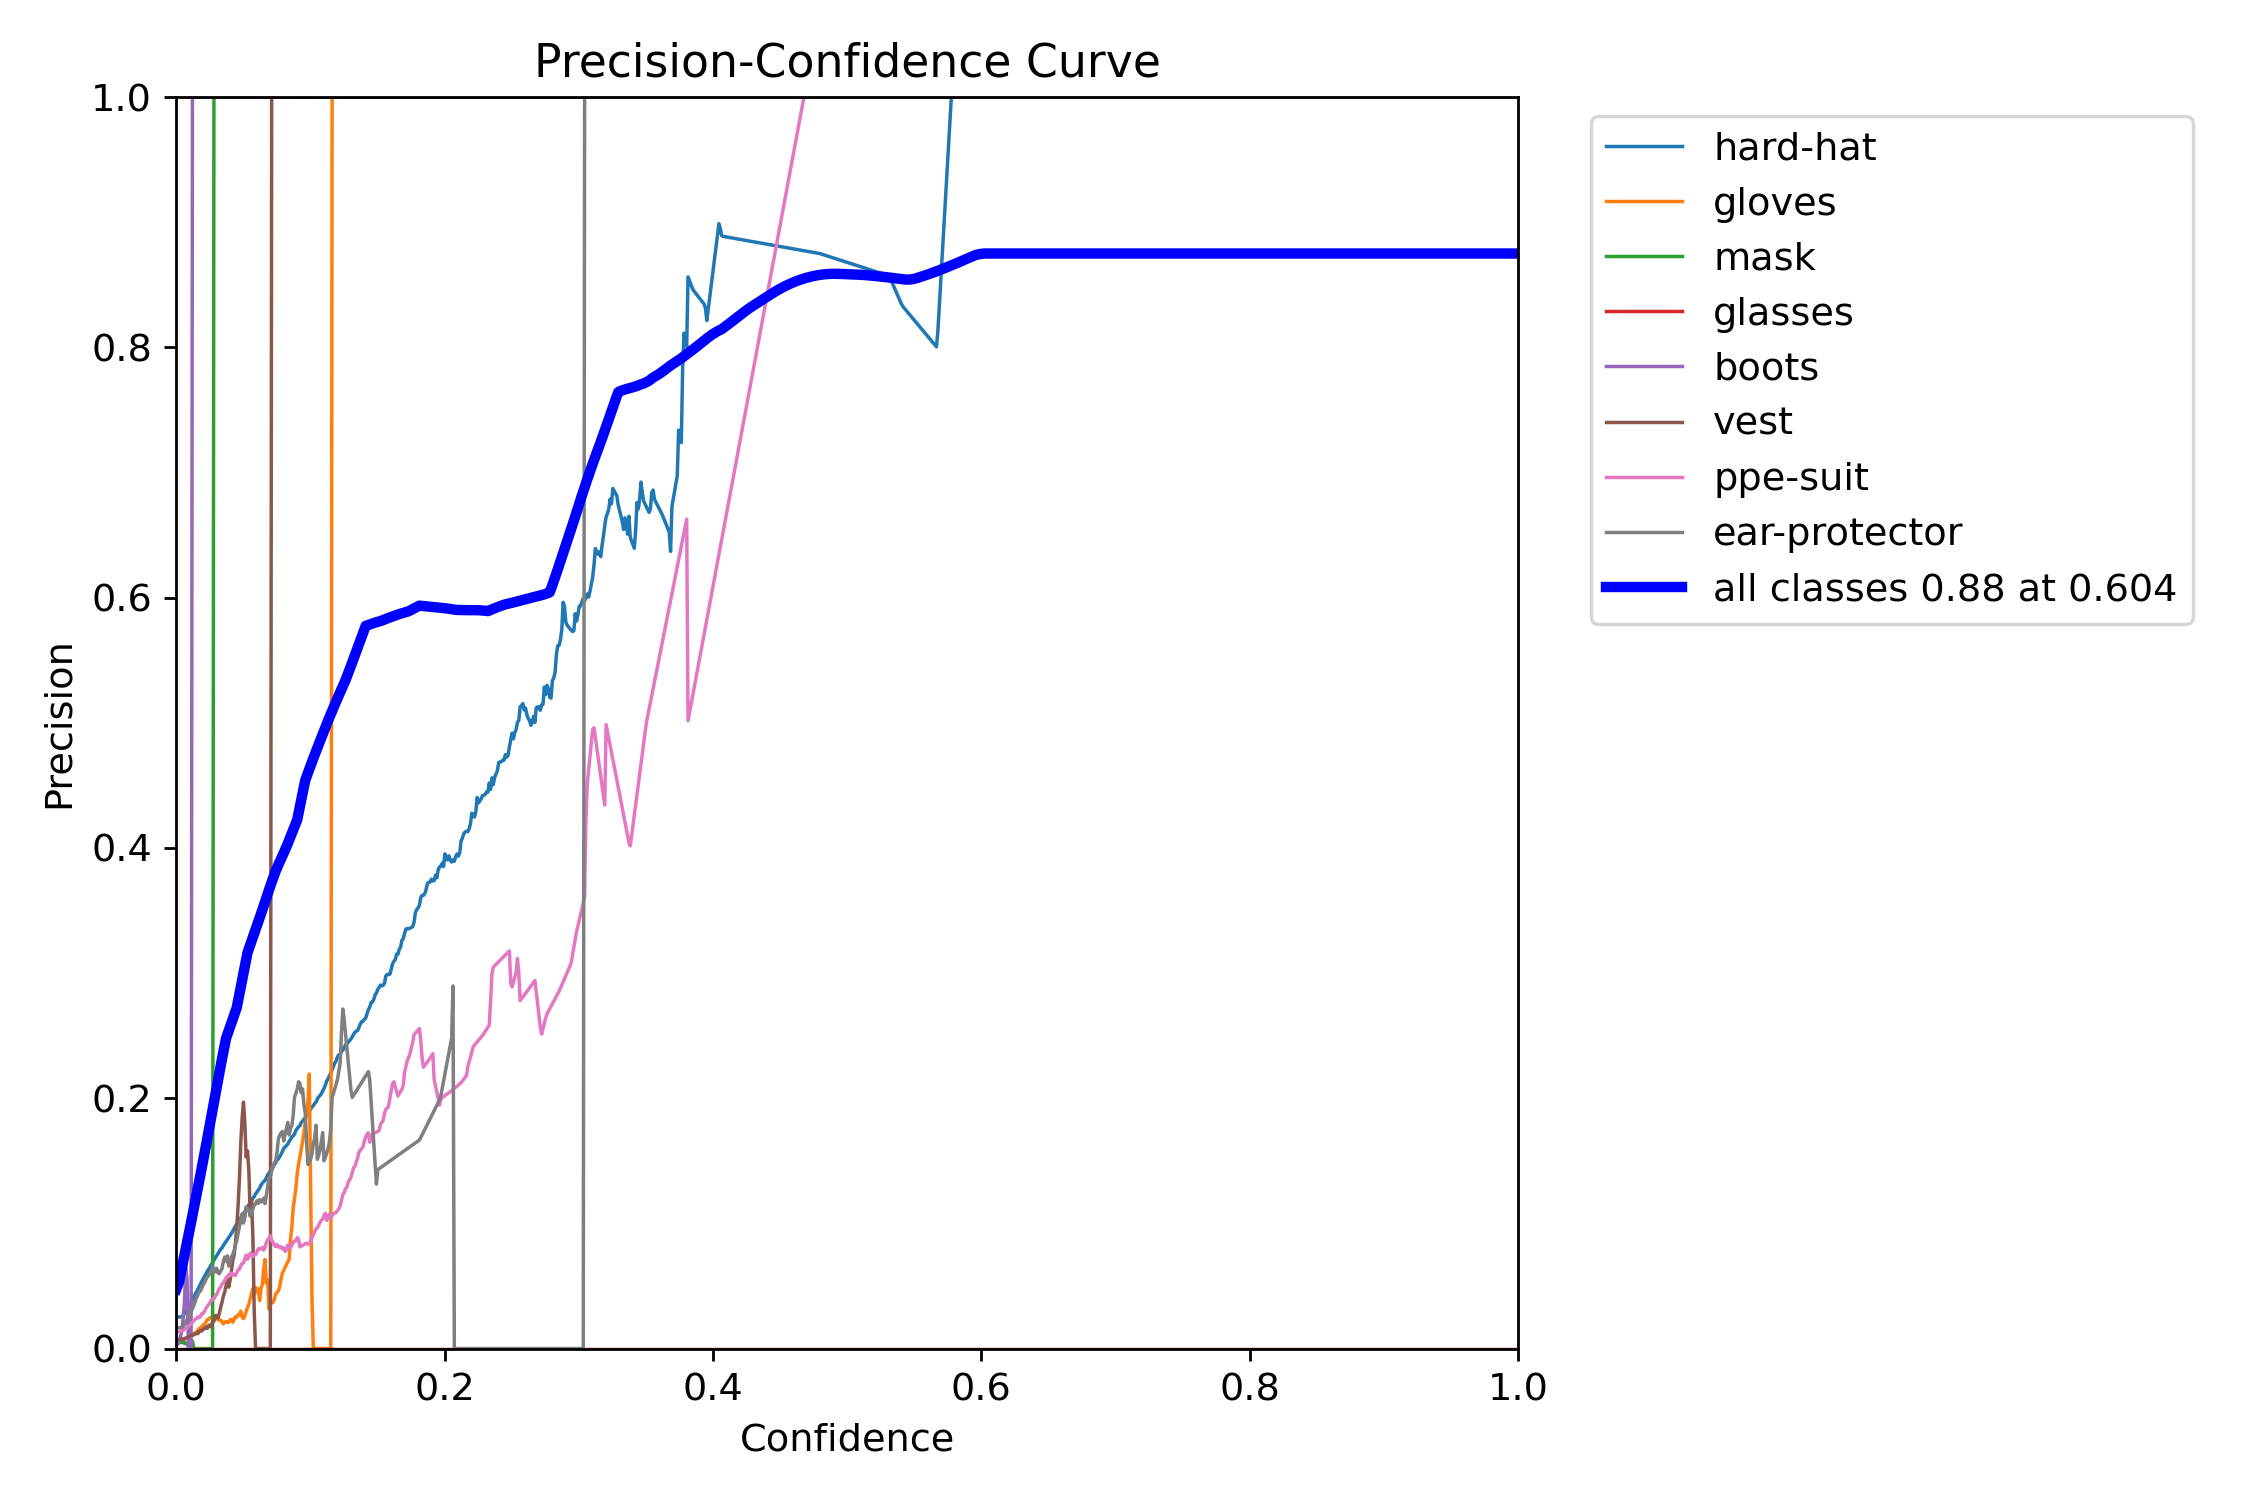 Precision-Confidence Curve
1.0
0.8
0.6
0.4
0.2
0.0
Precision
0.0 0.2 0.4 0.6 0.8 1.0
Confidence
hard-hat
gloves
mask
glasses
boots
vest
ppe-suit
ear-protector
all classes 0.88 at 0.604